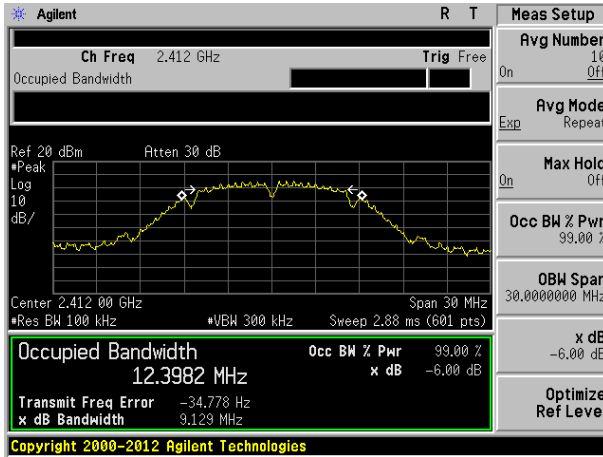 Agilent R T
Ch Freq 2.412 GHz Trig Free
Occupied Bandwidth
Ref 20 dBm Atten 30 dB
#Peak
Log
10
dB/
Center 2.412 00 GHz Span 30 MHz
#Res BW 100 kHz #VBW 300 kHz Sweep 2.88 ms (601 pts)
Occupied Bandwidth Occ BW % Pwr 99.00 %
12.3982 MHz x dB -6.00 dB
Transmit Freq Error -34.778 Hz
x dB Bandwidth 9.129 MHz
Copyright 2000-2012 Agilent Technologies
Meas Setup
Avg Number
10
On Off
Avg Mode
Exp Repeat
Max Hold
On Off
Occ BW % Pwr
99.00 %
OBW Span
30.0000000 MHz
x dB
-6.00 dB
Optimize
Ref Level